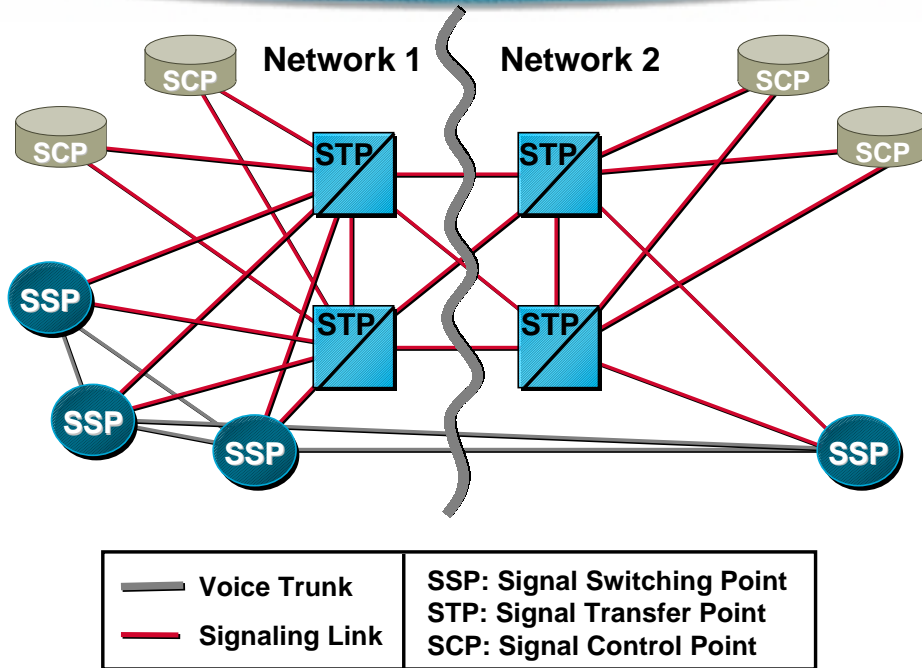 Network 1
Network 2
SCP
SCP
SCP
SCP
STP
STP
STP
STP
SSP
SSP
SSP
SSP
Voice Trunk
Signaling Link
SSP: Signal Switching Point
STP: Signal Transfer Point
SCP: Signal Control Point